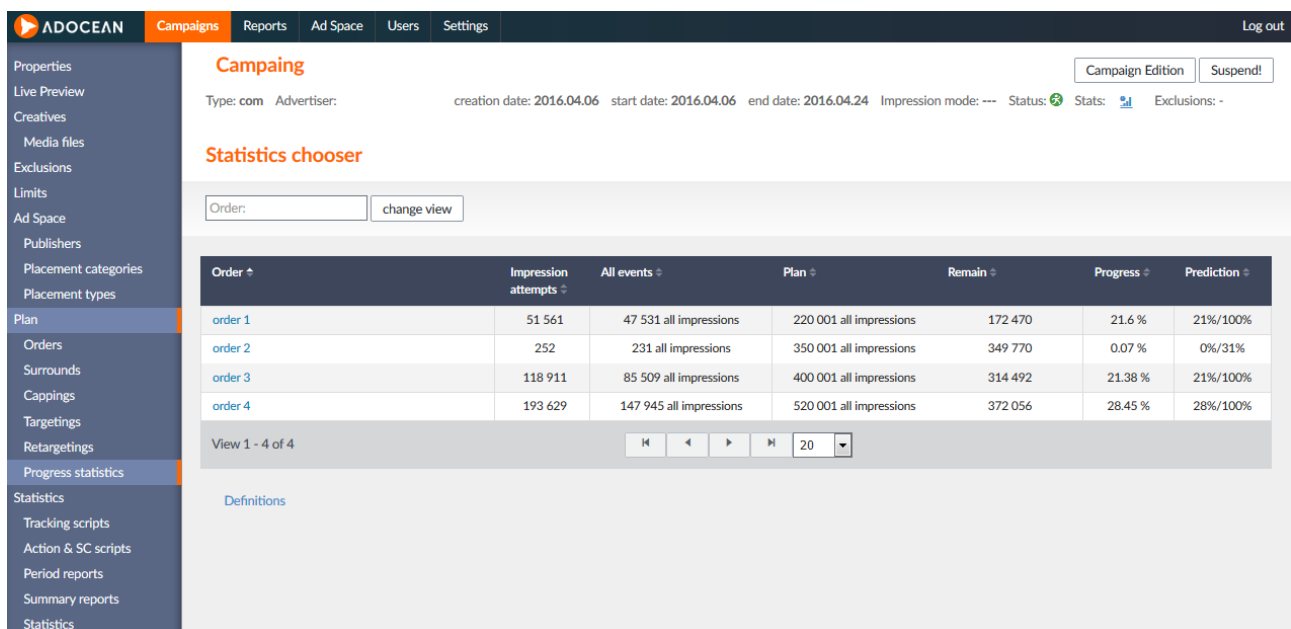 ADOCEAN Campaigns Reports Ad Space Users Settings Log out
Properties
Live Preview
Creatives
Media files
Exclusions
Limits
Ad Space
Publishers
Placement categories
Placement types
Plan
Orders
Surrounds
Cappings
Targetings
Retargetings
Progress statistics
Statistics
Tracking scripts
Action & SC scripts
Period reports
Summary reports
Statistics
Campaing
Campaign Edition Suspend!
Type: com Advertiser: creation date: 2016.04.06 start date: 2016.04.06 end date: 2016.04.24 Impression mode: --- Status: Stats: Exclusions: -
Statistics chooser
Order: change view
Order Impression attempts All events Plan Remain Progress Prediction
order 1 51 561 47 531 all impressions 220 001 all impressions 172 470 21.6 % 21%/100%
order 2 252 231 all impressions 350 001 all impressions 349 770 0.07 % 0%/31%
order 3 118 911 85 509 all impressions 400 001 all impressions 314 492 21.38 % 21%/100%
order 4 193 629 147 945 all impressions 520 001 all impressions 372 056 28.45 % 28%/100%
View 1 - 4 of 4 20
Definitions